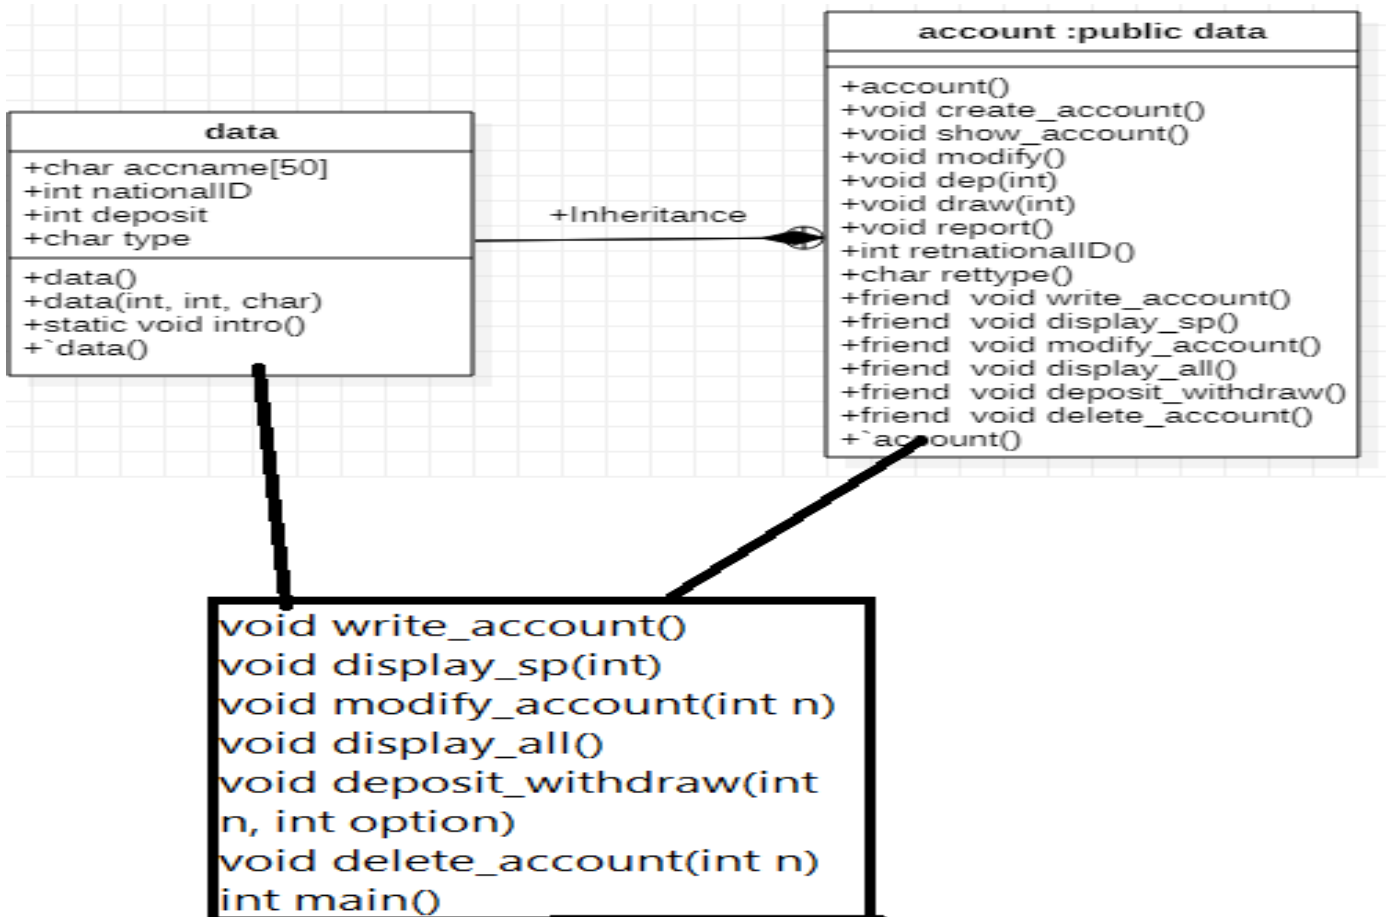 data
+char accname[50]
+int nationalID
+int deposit
+char type
+data()
+data(int, int, char)
+static void intro()
+`data()
+Inheritance
account :public data
+account()
+void create_account()
+void show_account()
+void modify()
+void dep(int)
+void draw(int)
+void report()
+int retnationalID()
+char rettype()
+friend  void write_account()
+friend  void display_sp()
+friend  void modify_account()
+friend  void display_all()
+friend  void deposit_withdraw()
+friend  void delete_account()
+`account()
void write_account()
void display_sp(int)
void modify_account(int n)
void display_all()
void deposit_withdraw(int
n, int option)
void delete_account(int n)
int main()